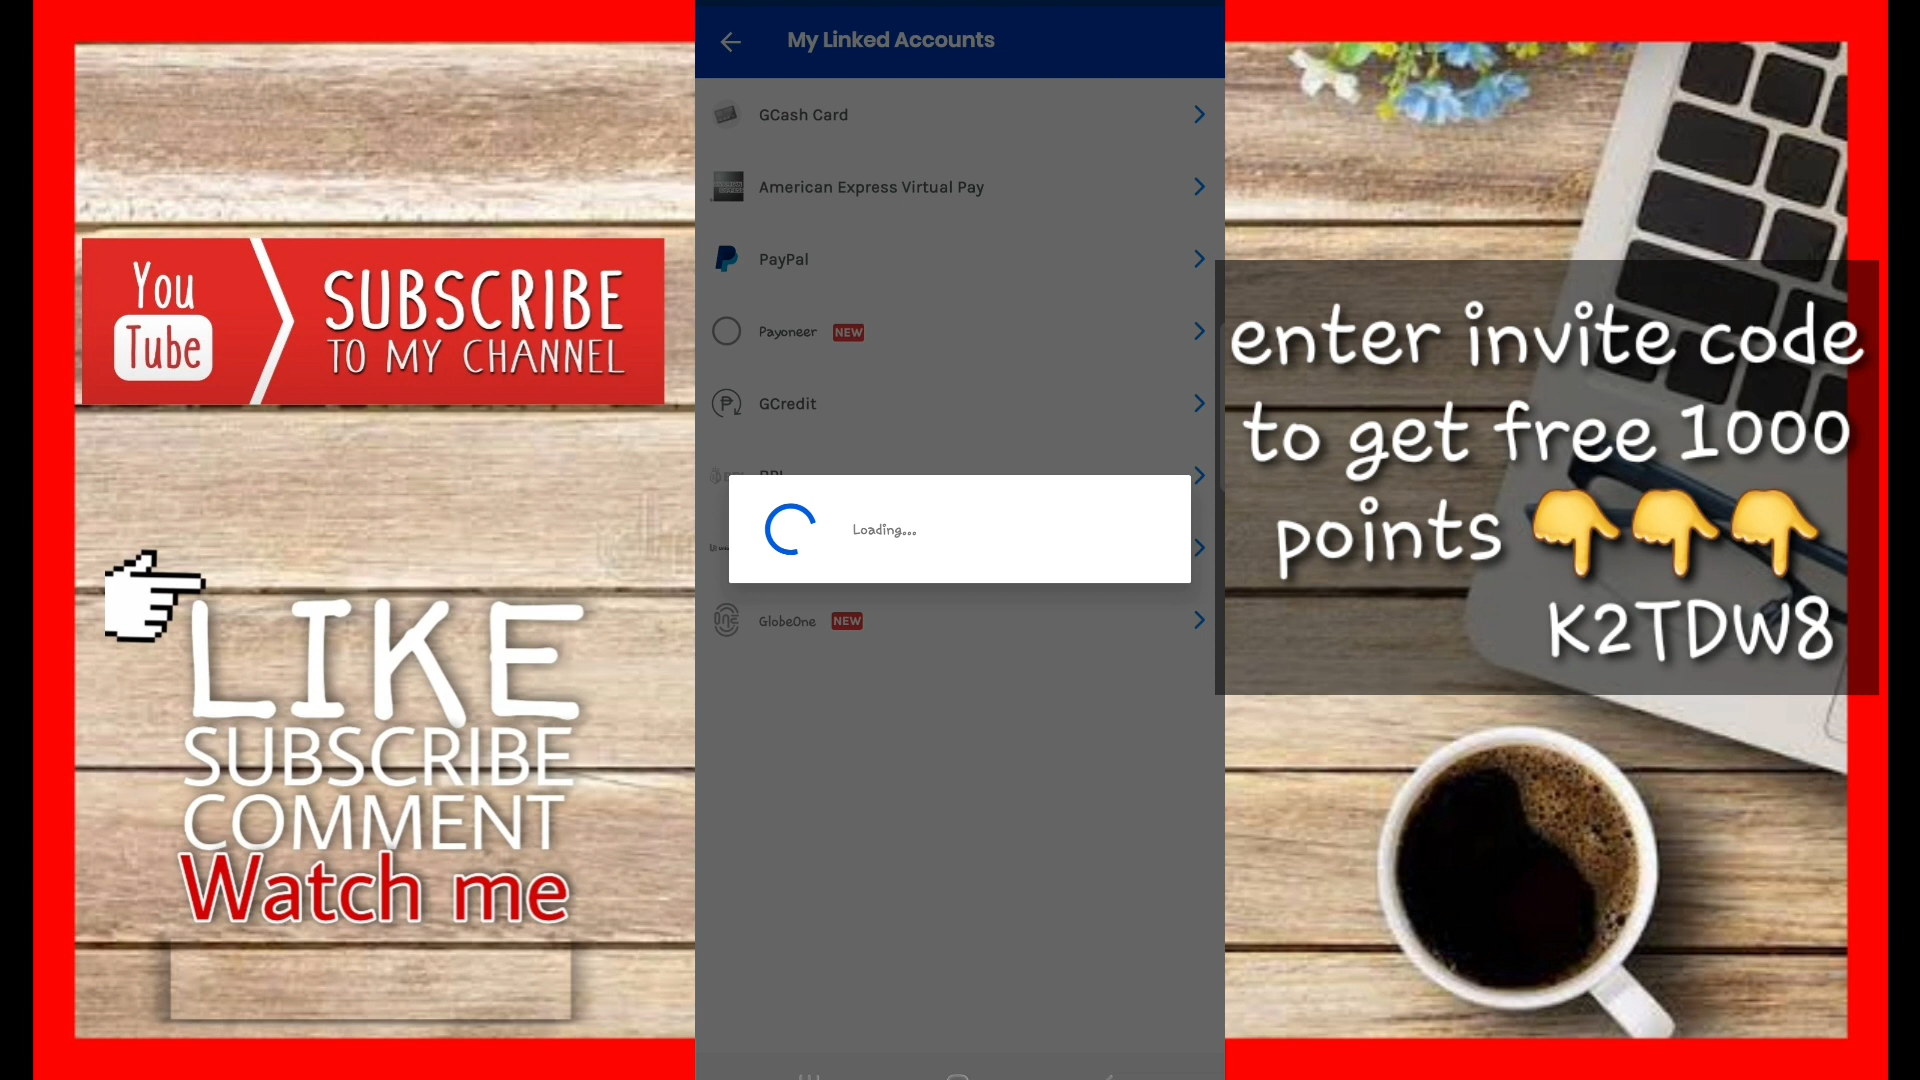 You
Tube
SUBSCRIBE
TO MY CHANNEL
LIKE
SUBSCRIBE
COMMENT
Watch me
My Linked Accounts
GCash Card
American Express Virtual Pay
PayPal
Payoneer NEW
GCredit
BPI
Loading...
GlobeOne NEW
enter invite code
to get free 1000
points 👇👇👇
K2TDW8